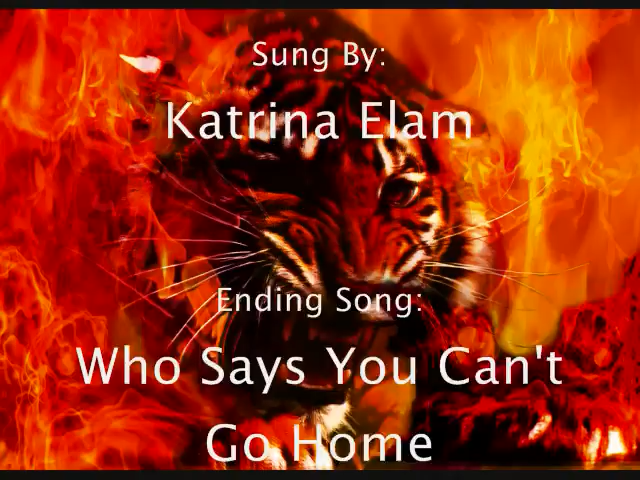 Sung By:
Katrina Elam
Ending Song:
Who Says You Can't
Go Home